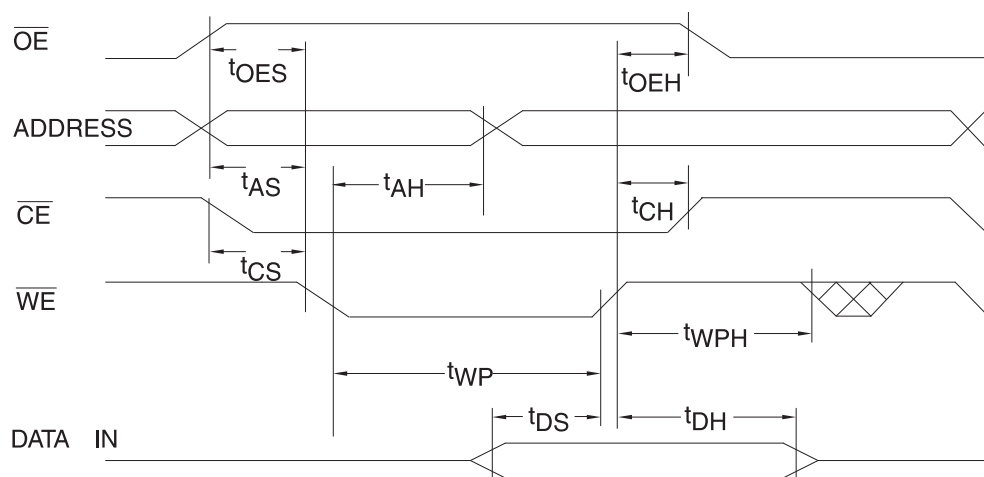 OE
tOES
tOEH
ADDRESS
tAS
tAH
CE
tCH
tCS
WE
tWPH
tWP
tDS
tDH
DATA IN